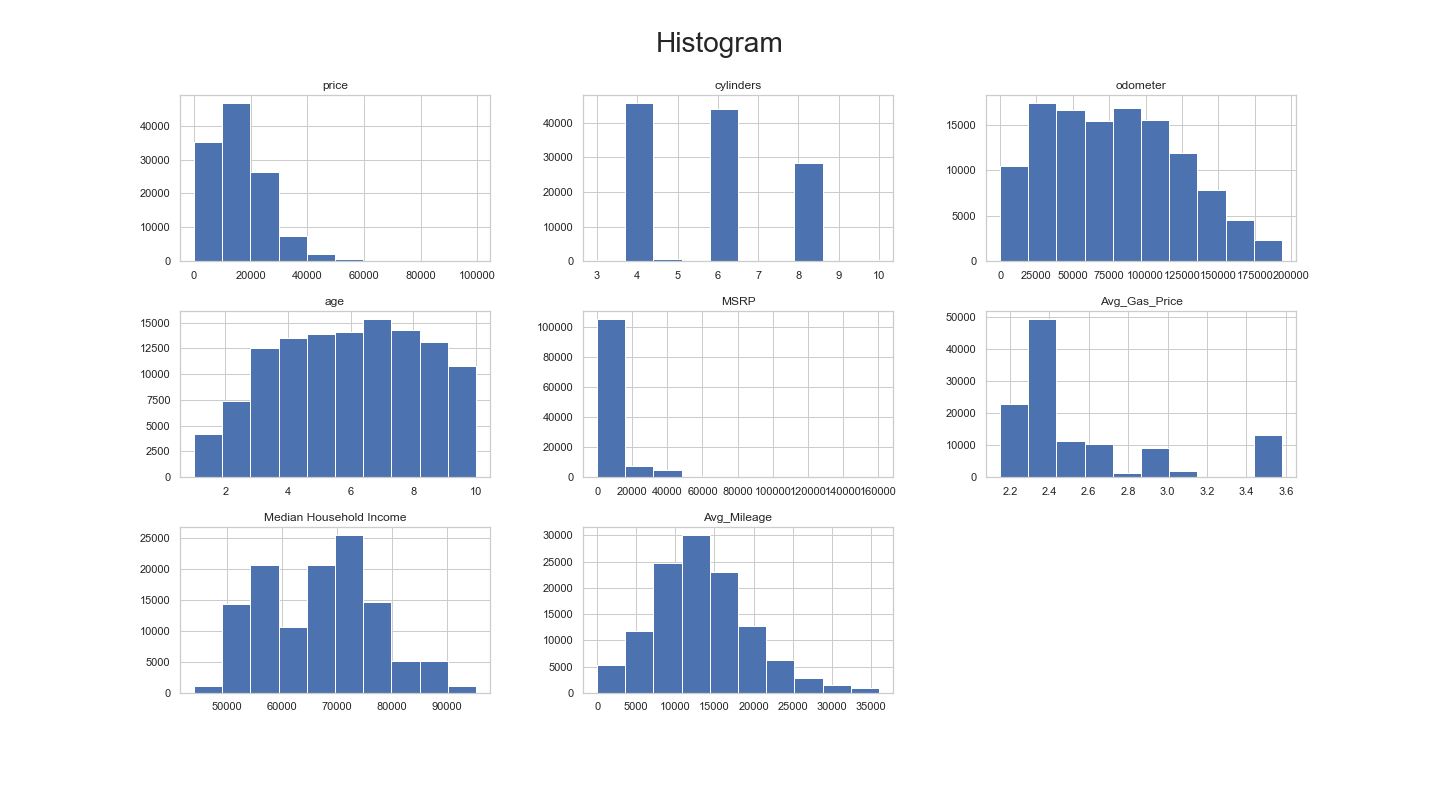 Histogram
price
40000
30000
20000
10000
0
0 20000 40000 60000 80000 100000
cylinders
40000
30000
20000
10000
0
3 4 5 6 7 8 9 10
odometer
15000
10000
5000
0
0 25000 50000 75000 100000 125000 150000 175000 200000
age
15000
12500
10000
7500
5000
2500
0
2 4 6 8 10
MSRP
100000
80000
60000
40000
20000
0
0 20000 40000 60000 80000 100000 120000 140000 160000
Avg_Gas_Price
50000
40000
30000
20000
10000
0
2.2 2.4 2.6 2.8 3.0 3.2 3.4 3.6
Median Household Income
25000
20000
15000
10000
5000
0
50000 60000 70000 80000 90000
Avg_Mileage
30000
25000
20000
15000
10000
5000
0
0 5000 10000 15000 20000 25000 30000 35000